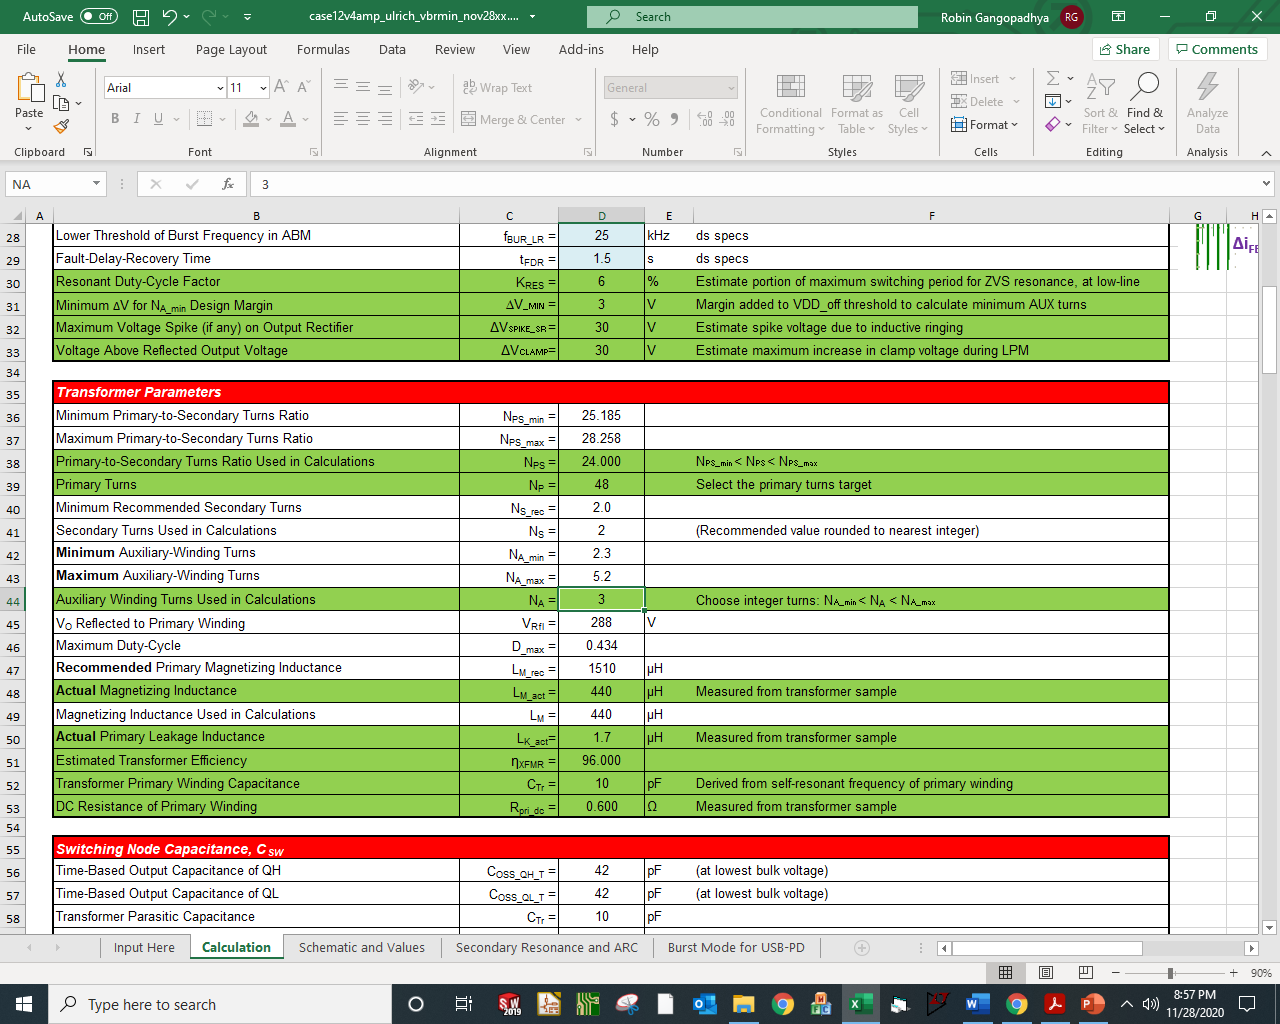 AutoSave Off case12v4amp_ulrich_vbrmin_nov28xx.... Search Robin Gangopadhya RG
File Home Insert Page Layout Formulas Data Review View Add-ins Help Share Comments
Arial 11 Wrap Text General Insert
Paste Delete Conditional Format as Cell Sort & Find & Analyze
B I U Merge & Center $ % Format Formatting Table Styles Filter Select Data
Clipboard Font Alignment Number Styles Cells Editing Analysis
NA fx 3
A B C D E F G H
28 Lower Threshold of Burst Frequency in ABM fBUR_LR = 25 kHz ds specs
29 Fault-Delay-Recovery Time tFDR = 1.5 s ds specs
30 Resonant Duty-Cycle Factor KRES = 6 % Estimate portion of maximum switching period for ZVS resonance, at low-line
31 Minimum ΔV for NA_min Design Margin ΔV_MIN = 3 V Margin added to VDD_off threshold to calculate minimum AUX turns
32 Maximum Voltage Spike (if any) on Output Rectifier ΔVSPIKE_SR = 30 V Estimate spike voltage due to inductive ringing
33 Voltage Above Reflected Output Voltage ΔVCLAMP= 30 V Estimate maximum increase in clamp voltage during LPM
34
35 Transformer Parameters
36 Minimum Primary-to-Secondary Turns Ratio NPS_min = 25.185
37 Maximum Primary-to-Secondary Turns Ratio NPS_max = 28.258
38 Primary-to-Secondary Turns Ratio Used in Calculations NPS = 24.000 NPS_min < NPS < NPS_max
39 Primary Turns NP = 48 Select the primary turns target
40 Minimum Recommended Secondary Turns NS_rec = 2.0
41 Secondary Turns Used in Calculations NS = 2 (Recommended value rounded to nearest integer)
42 Minimum Auxiliary-Winding Turns NA_min = 2.3
43 Maximum Auxiliary-Winding Turns NA_max = 5.2
44 Auxiliary Winding Turns Used in Calculations NA = 3 Choose integer turns: NA_min < NA < NA_max
45 VO Reflected to Primary Winding VRfl = 288 V
46 Maximum Duty-Cycle D_max = 0.434
47 Recommended Primary Magnetizing Inductance LM_rec = 1510 µH
48 Actual Magnetizing Inductance LM_act = 440 µH Measured from transformer sample
49 Magnetizing Inductance Used in Calculations LM = 440 µH
50 Actual Primary Leakage Inductance LK_act= 1.7 µH Measured from transformer sample
51 Estimated Transformer Efficiency ηXFMR = 96.000
52 Transformer Primary Winding Capacitance CTr = 10 pF Derived from self-resonant frequency of primary winding
53 DC Resistance of Primary Winding Rpri_dc = 0.600 Ω Measured from transformer sample
54
55 Switching Node Capacitance, CSW
56 Time-Based Output Capacitance of QH COSS_QH_T = 42 pF (at lowest bulk voltage)
57 Time-Based Output Capacitance of QL COSS_QL_T = 42 pF (at lowest bulk voltage)
58 Transformer Parasitic Capacitance CTr = 10 pF
Input Here Calculation Schematic and Values Secondary Resonance and ARC Burst Mode for USB-PD
90%
Type here to search 8:57 PM
11/28/2020